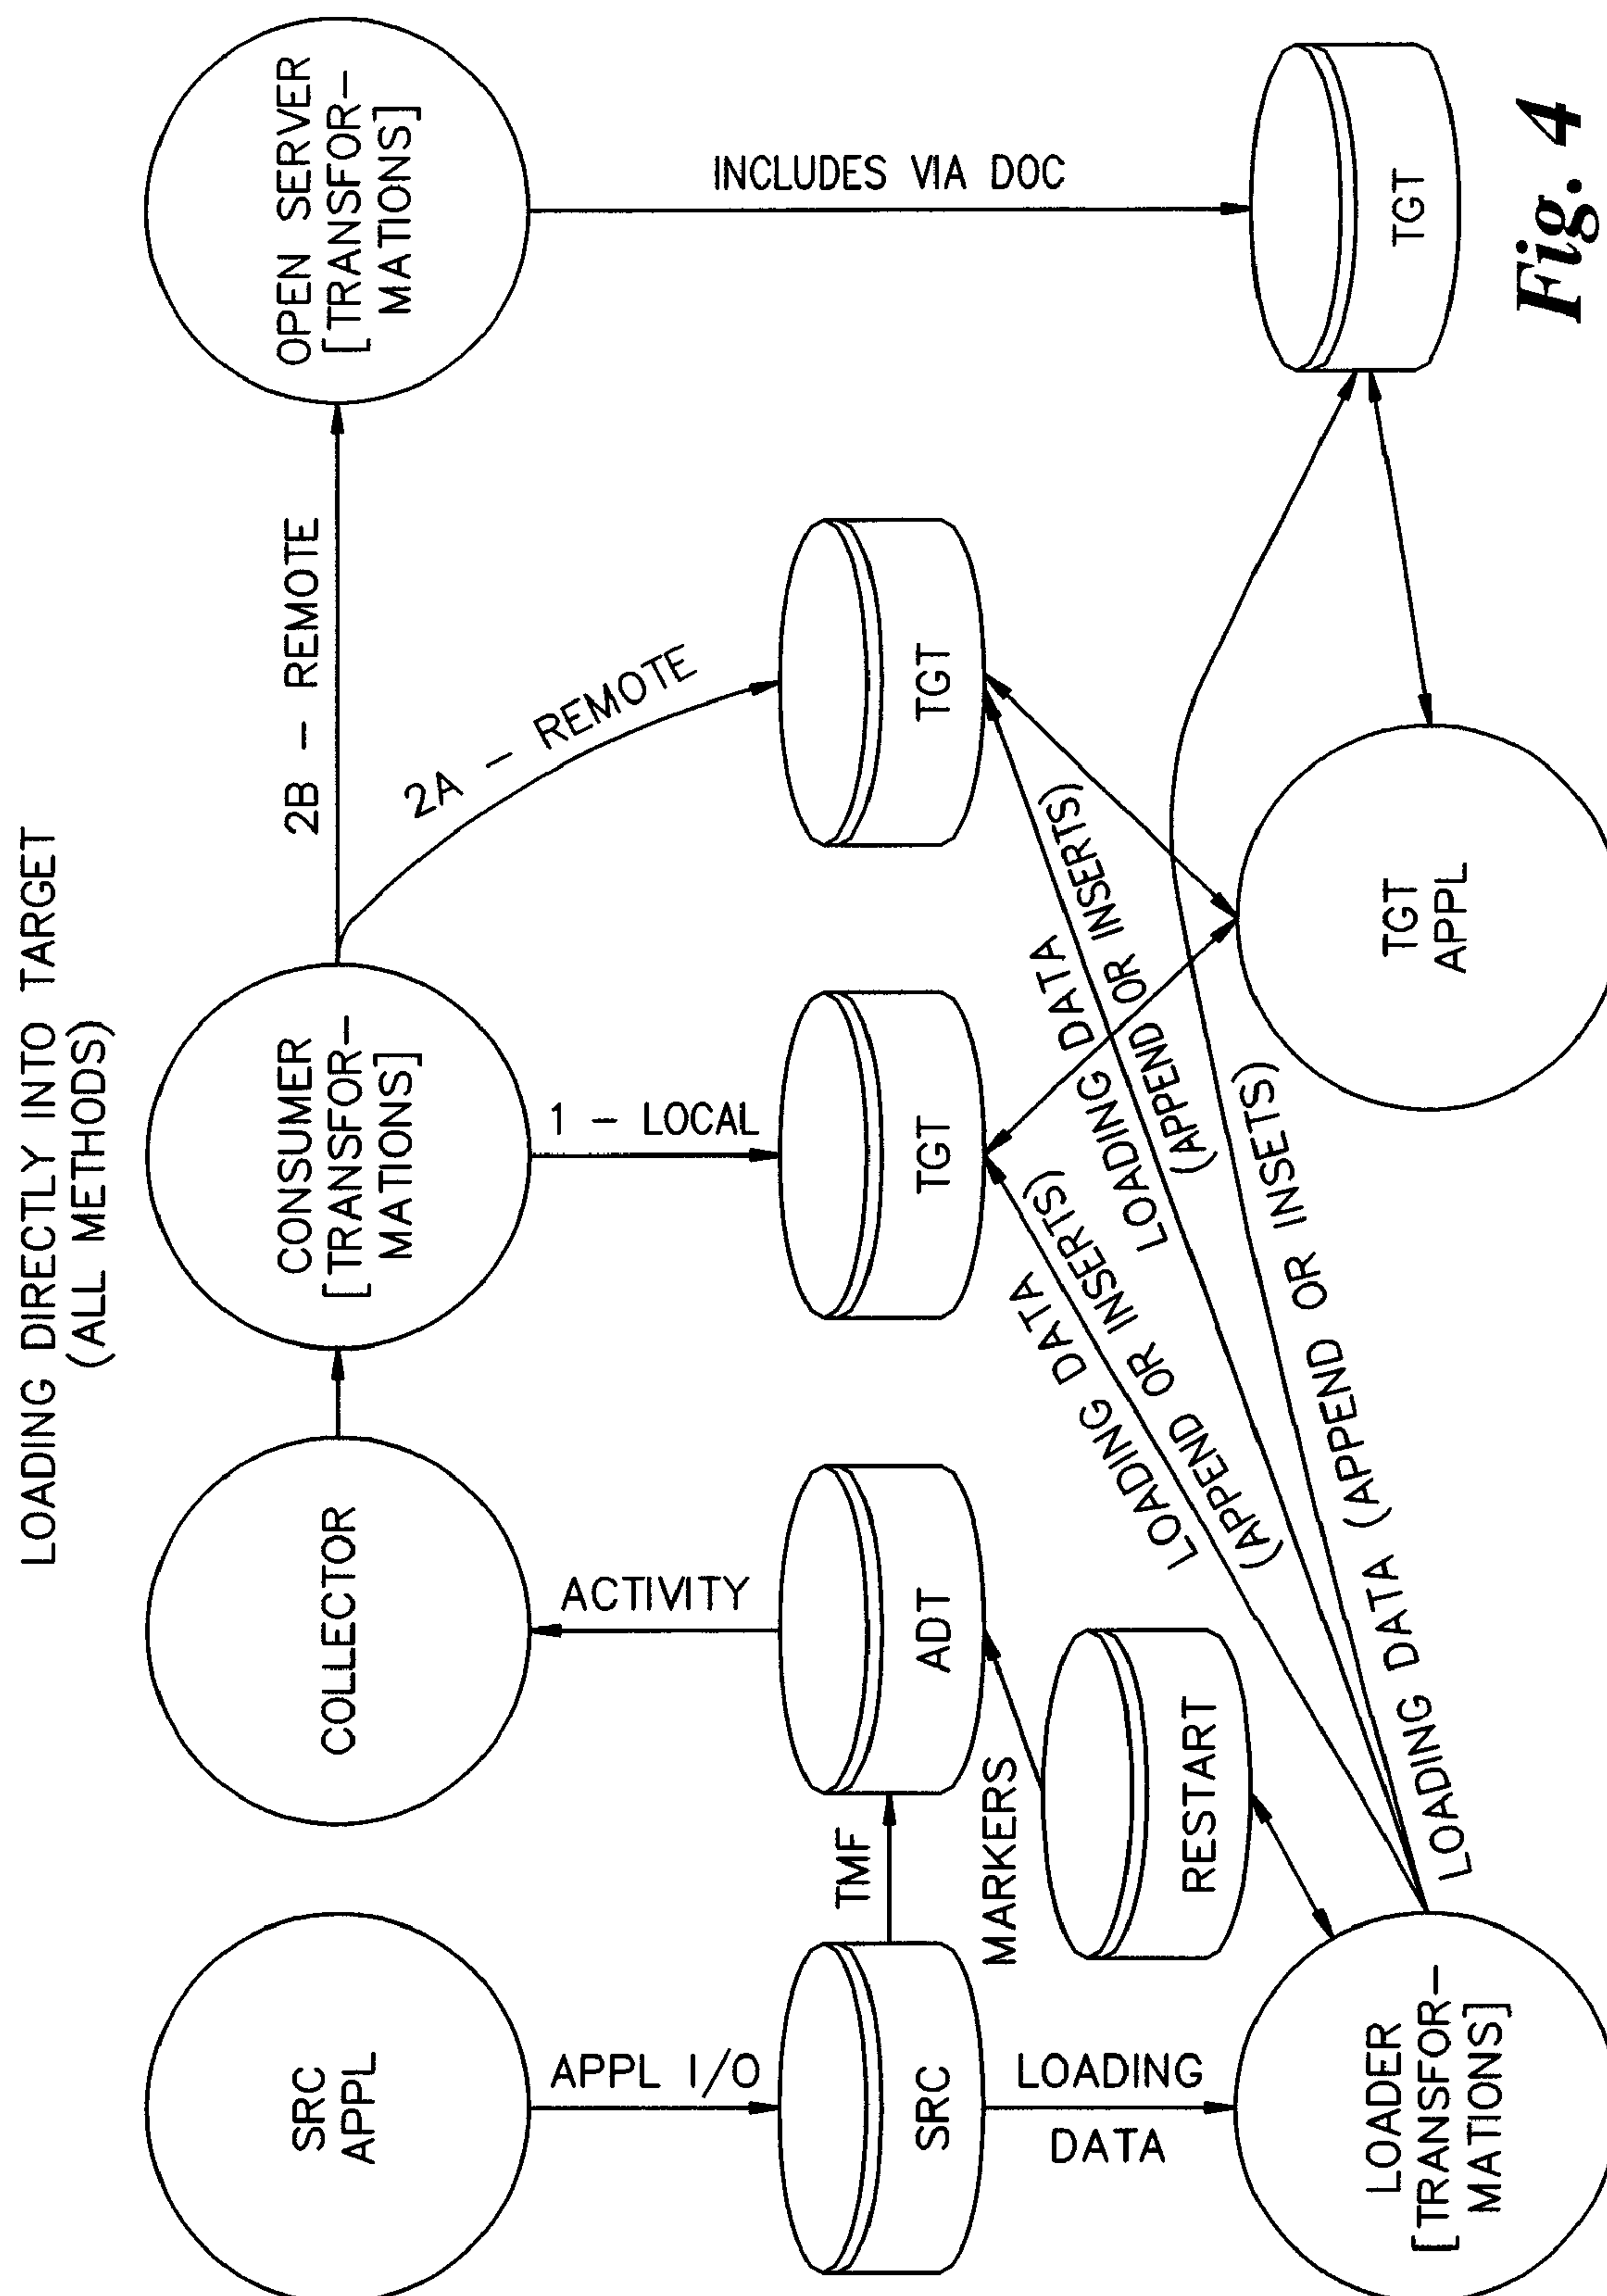 LOADING DIRECTLY INTO TARGET
(ALL METHODS)
SRC
APPL
COLLECTOR
CONSUMER
[TRANSFOR-
MATIONS]
2B - REMOTE
OPEN SERVER
[TRANSFOR-
MATIONS]
APPL I/O
ACTIVITY
1 - LOCAL
2A - REMOTE
INCLUDES VIA DOC
SRC
TMF
ADT
TGT
TGT
LOADING
DATA
MARKERS
RESTART
LOADING DATA
(APPEND OR INSERTS)
LOADING DATA
(APPEND OR INSERTS)
LOADING DATA (APPEND OR INSETS)
LOADER
[TRANSFOR-
MATIONS]
TGT
APPL
TGT
Fig. 4